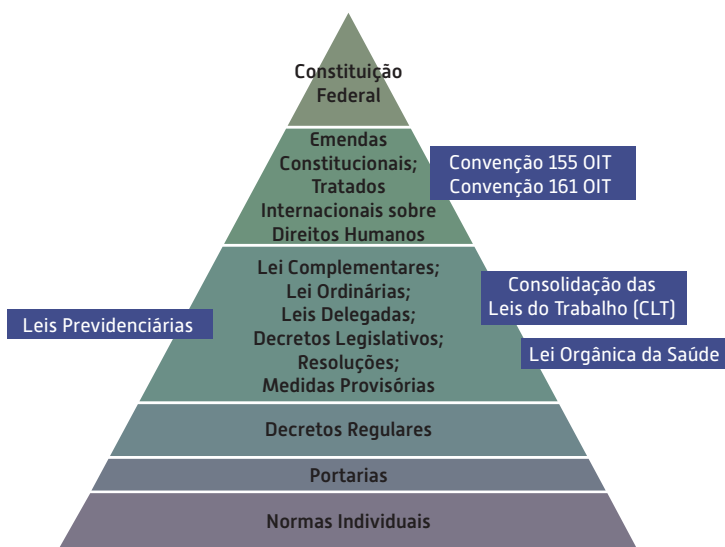 Constituição
Federal
Emendas
Constitucionais;
Tratados
Internacionais sobre
Direitos Humanos
Convenção 155 OIT
Convenção 161 OIT
Lei Complementares;
Lei Ordinárias;
Leis Delegadas;
Decretos Legislativos;
Resoluções;
Medidas Provisórias
Leis Previdenciárias
Consolidação das
Leis do Trabalho (CLT)
Lei Orgânica da Saúde
Decretos Regulares
Portarias
Normas Individuais